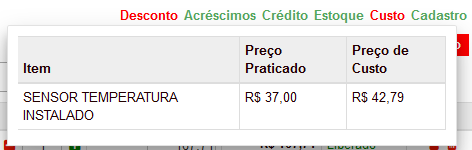 Desconto Acréscimos Crédito Estoque Custo Cadastro
Item Preço Praticado Preço de Custo
SENSOR TEMPERATURA INSTALADO R$ 37,00 R$ 42,79